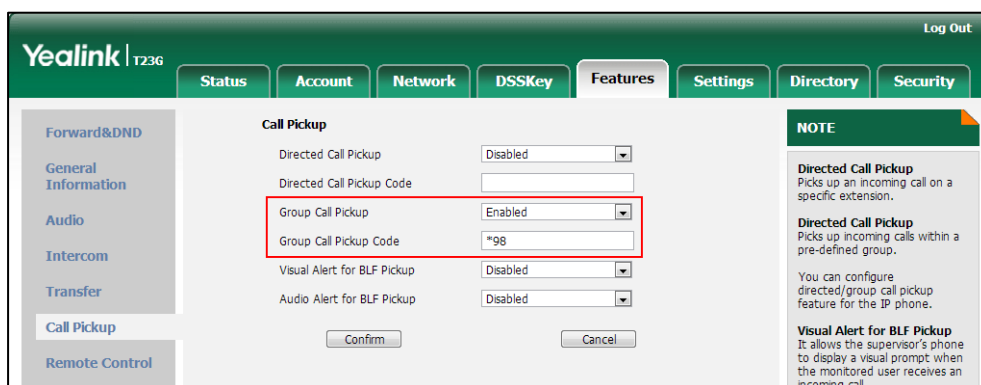 Log Out
Yealink T23G
Status Account Network DSSKey Features Settings Directory Security
Forward&DND
General
Information
Audio
Intercom
Transfer
Call Pickup
Remote Control
Call Pickup
Directed Call Pickup Disabled
Directed Call Pickup Code
Group Call Pickup Enabled
Group Call Pickup Code *98
Visual Alert for BLF Pickup Disabled
Audio Alert for BLF Pickup Disabled
Confirm Cancel
NOTE
Directed Call Pickup
Picks up an incoming call on a
specific extension.
Directed Call Pickup
Picks up incoming calls within a
pre-defined group.
You can configure
directed/group call pickup
feature for the IP phone.
Visual Alert for BLF Pickup
It allows the supervisor's phone
to display a visual prompt when
the monitored user receives an
incoming call